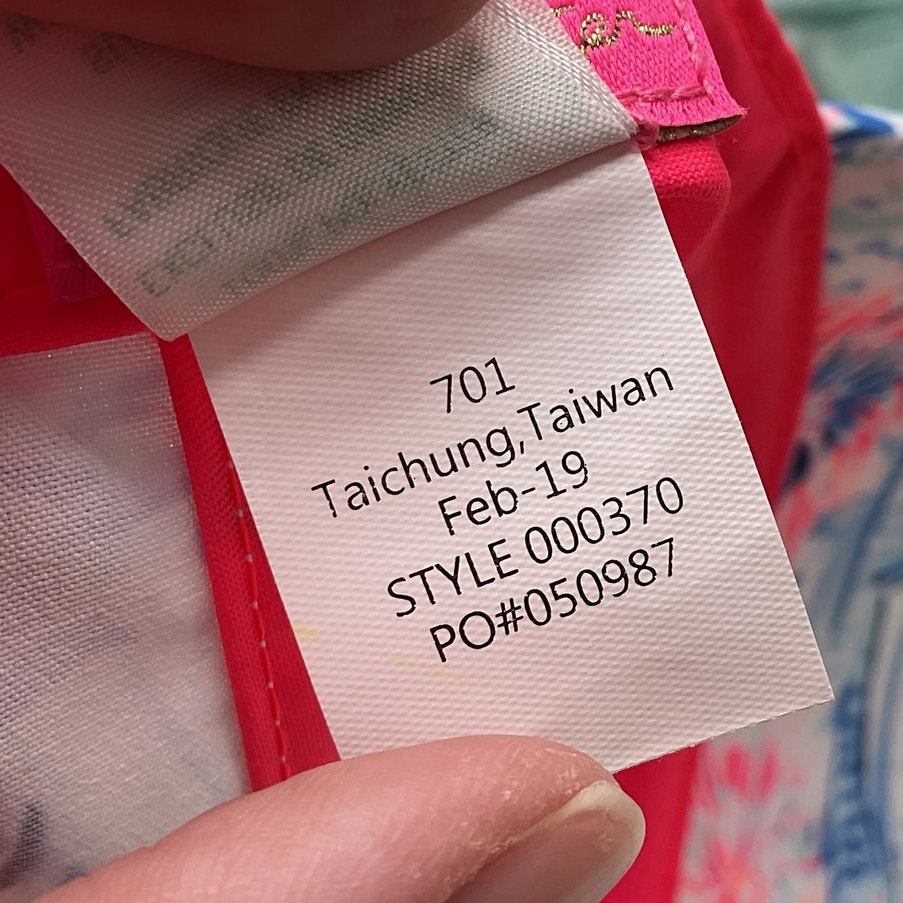 701
Taichung,Taiwan
Feb-19
STYLE 000370
PO#050987